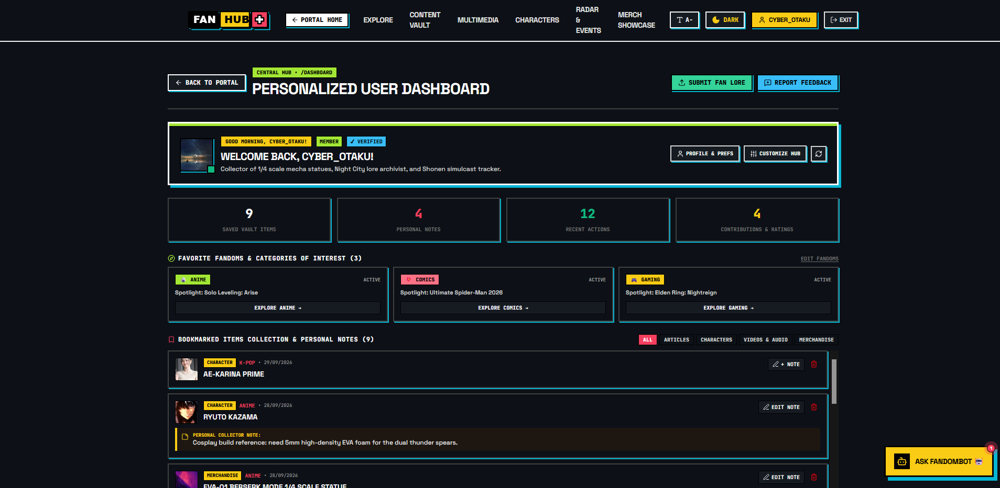 FAN HUB
← PORTAL HOME
EXPLORE
CONTENT VAULT
MULTIMEDIA
CHARACTERS
RADAR & EVENTS
MERCH SHOWCASE
A-
DARK
CYBER_OTAKU
EXIT
← BACK TO PORTAL
CENTRAL HUB • /DASHBOARD
PERSONALIZED USER DASHBOARD
SUBMIT FAN LORE
REPORT FEEDBACK
GOOD MORNING, CYBER_OTAKU!
MEMBER
✓ VERIFIED
WELCOME BACK, CYBER_OTAKU!
Collector of 1/4 scale mecha statues, Night City lore archivist, and Shonen simulcast tracker.
PROFILE & PREFS
CUSTOMIZE HUB
9
SAVED VAULT ITEMS
4
PERSONAL NOTES
12
RECENT ACTIONS
4
CONTRIBUTIONS & RATINGS
FAVORITE FANDOMS & CATEGORIES OF INTEREST (3)
EDIT FANDOMS
ANIME
ACTIVE
Spotlight: Solo Leveling: Arise
EXPLORE ANIME →
COMICS
ACTIVE
Spotlight: Ultimate Spider-Man 2026
EXPLORE COMICS →
GAMING
ACTIVE
Spotlight: Elden Ring: Nightreign
EXPLORE GAMING →
BOOKMARKED ITEMS COLLECTION & PERSONAL NOTES (9)
ALL
ARTICLES
CHARACTERS
VIDEOS & AUDIO
MERCHANDISE
CHARACTER K-POP • 29/09/2026
AE-KARINA PRIME
+ NOTE
CHARACTER ANIME • 28/09/2026
RYUTO KAZAMA
EDIT NOTE
PERSONAL COLLECTOR NOTE:
Cosplay build reference: need 5mm high-density EVA foam for the dual thunder spears.
MERCHANDISE ANIME • 28/09/2026
EVA-01 BERSERK MODE 1/4 SCALE STATUE
EDIT NOTE
1
ASK FANDOMBOT